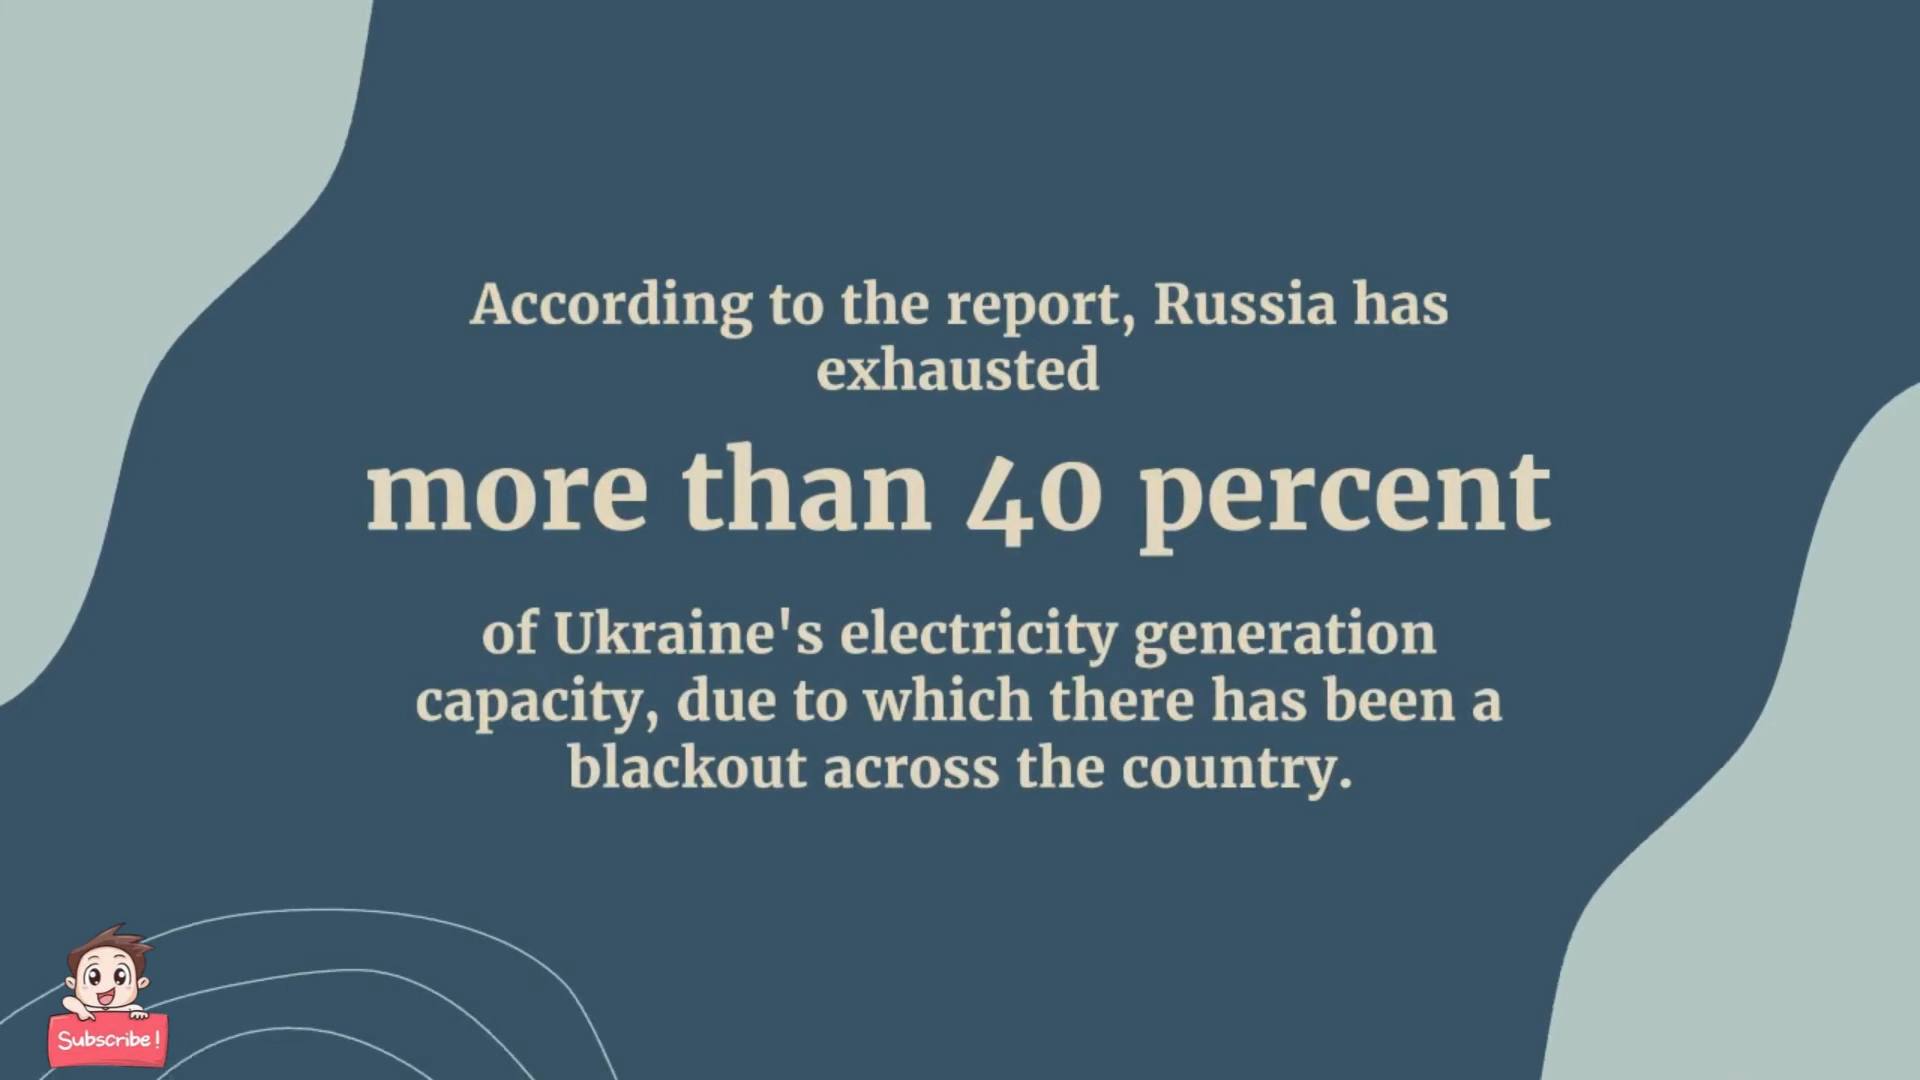 According to the report, Russia has
exhausted
more than 40 percent
of Ukraine's electricity generation
capacity, due to which there has been a
blackout across the country.
Subscribe!